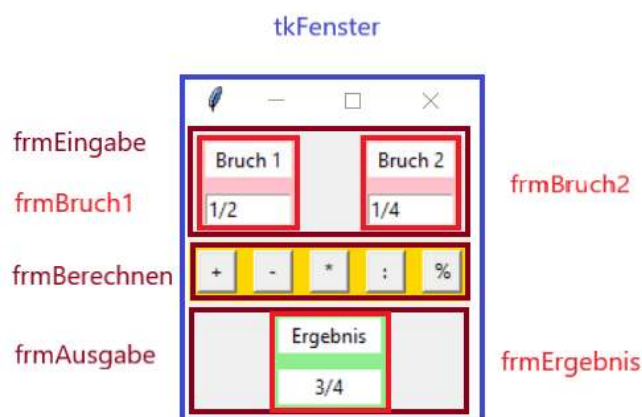 tkFenster
frmEingabe
Bruch 1
Bruch 2
frmBruch1
1/2
1/4
frmBruch2
frmBerechnen
+ - * : %
Ergebnis
frmAusgabe
3/4
frmErgebnis